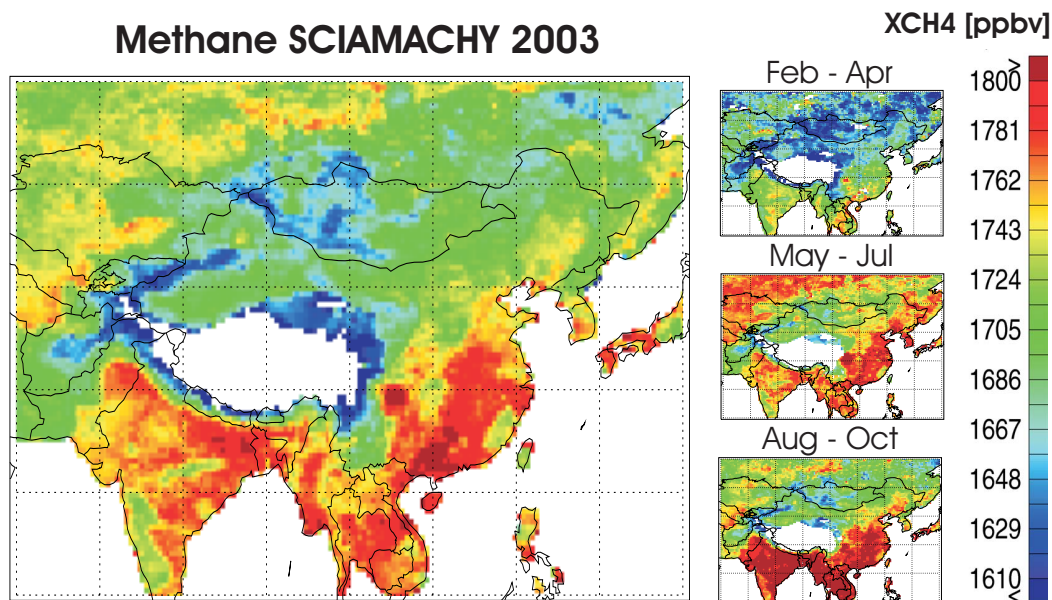 Methane SCIAMACHY 2003
XCH4 [ppbv]
Feb - Apr
May - Jul
Aug - Oct
>
1800
1781
1762
1743
1724
1705
1686
1667
1648
1629
1610
<